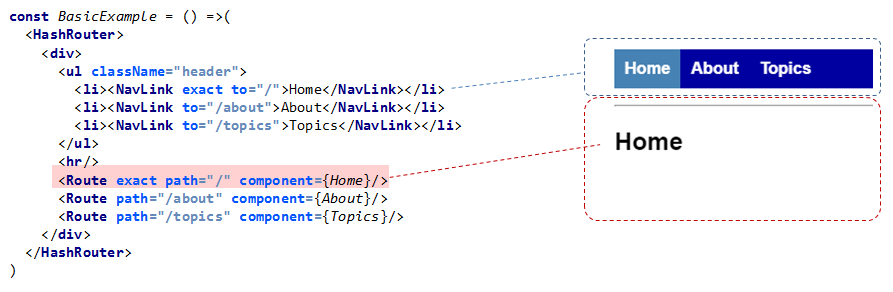 const BasicExample = () =>(
<HashRouter>
<div>
<ul className="header">
<li><NavLink exact to="/">Home</NavLink></li>
<li><NavLink to="/about">About</NavLink></li>
<li><NavLink to="/topics">Topics</NavLink></li>
</ul>
<hr/>
<Route exact path="/" component={Home}/>
<Route path="/about" component={About}/>
<Route path="/topics" component={Topics}/>
</div>
</HashRouter>
)
Home About Topics
Home